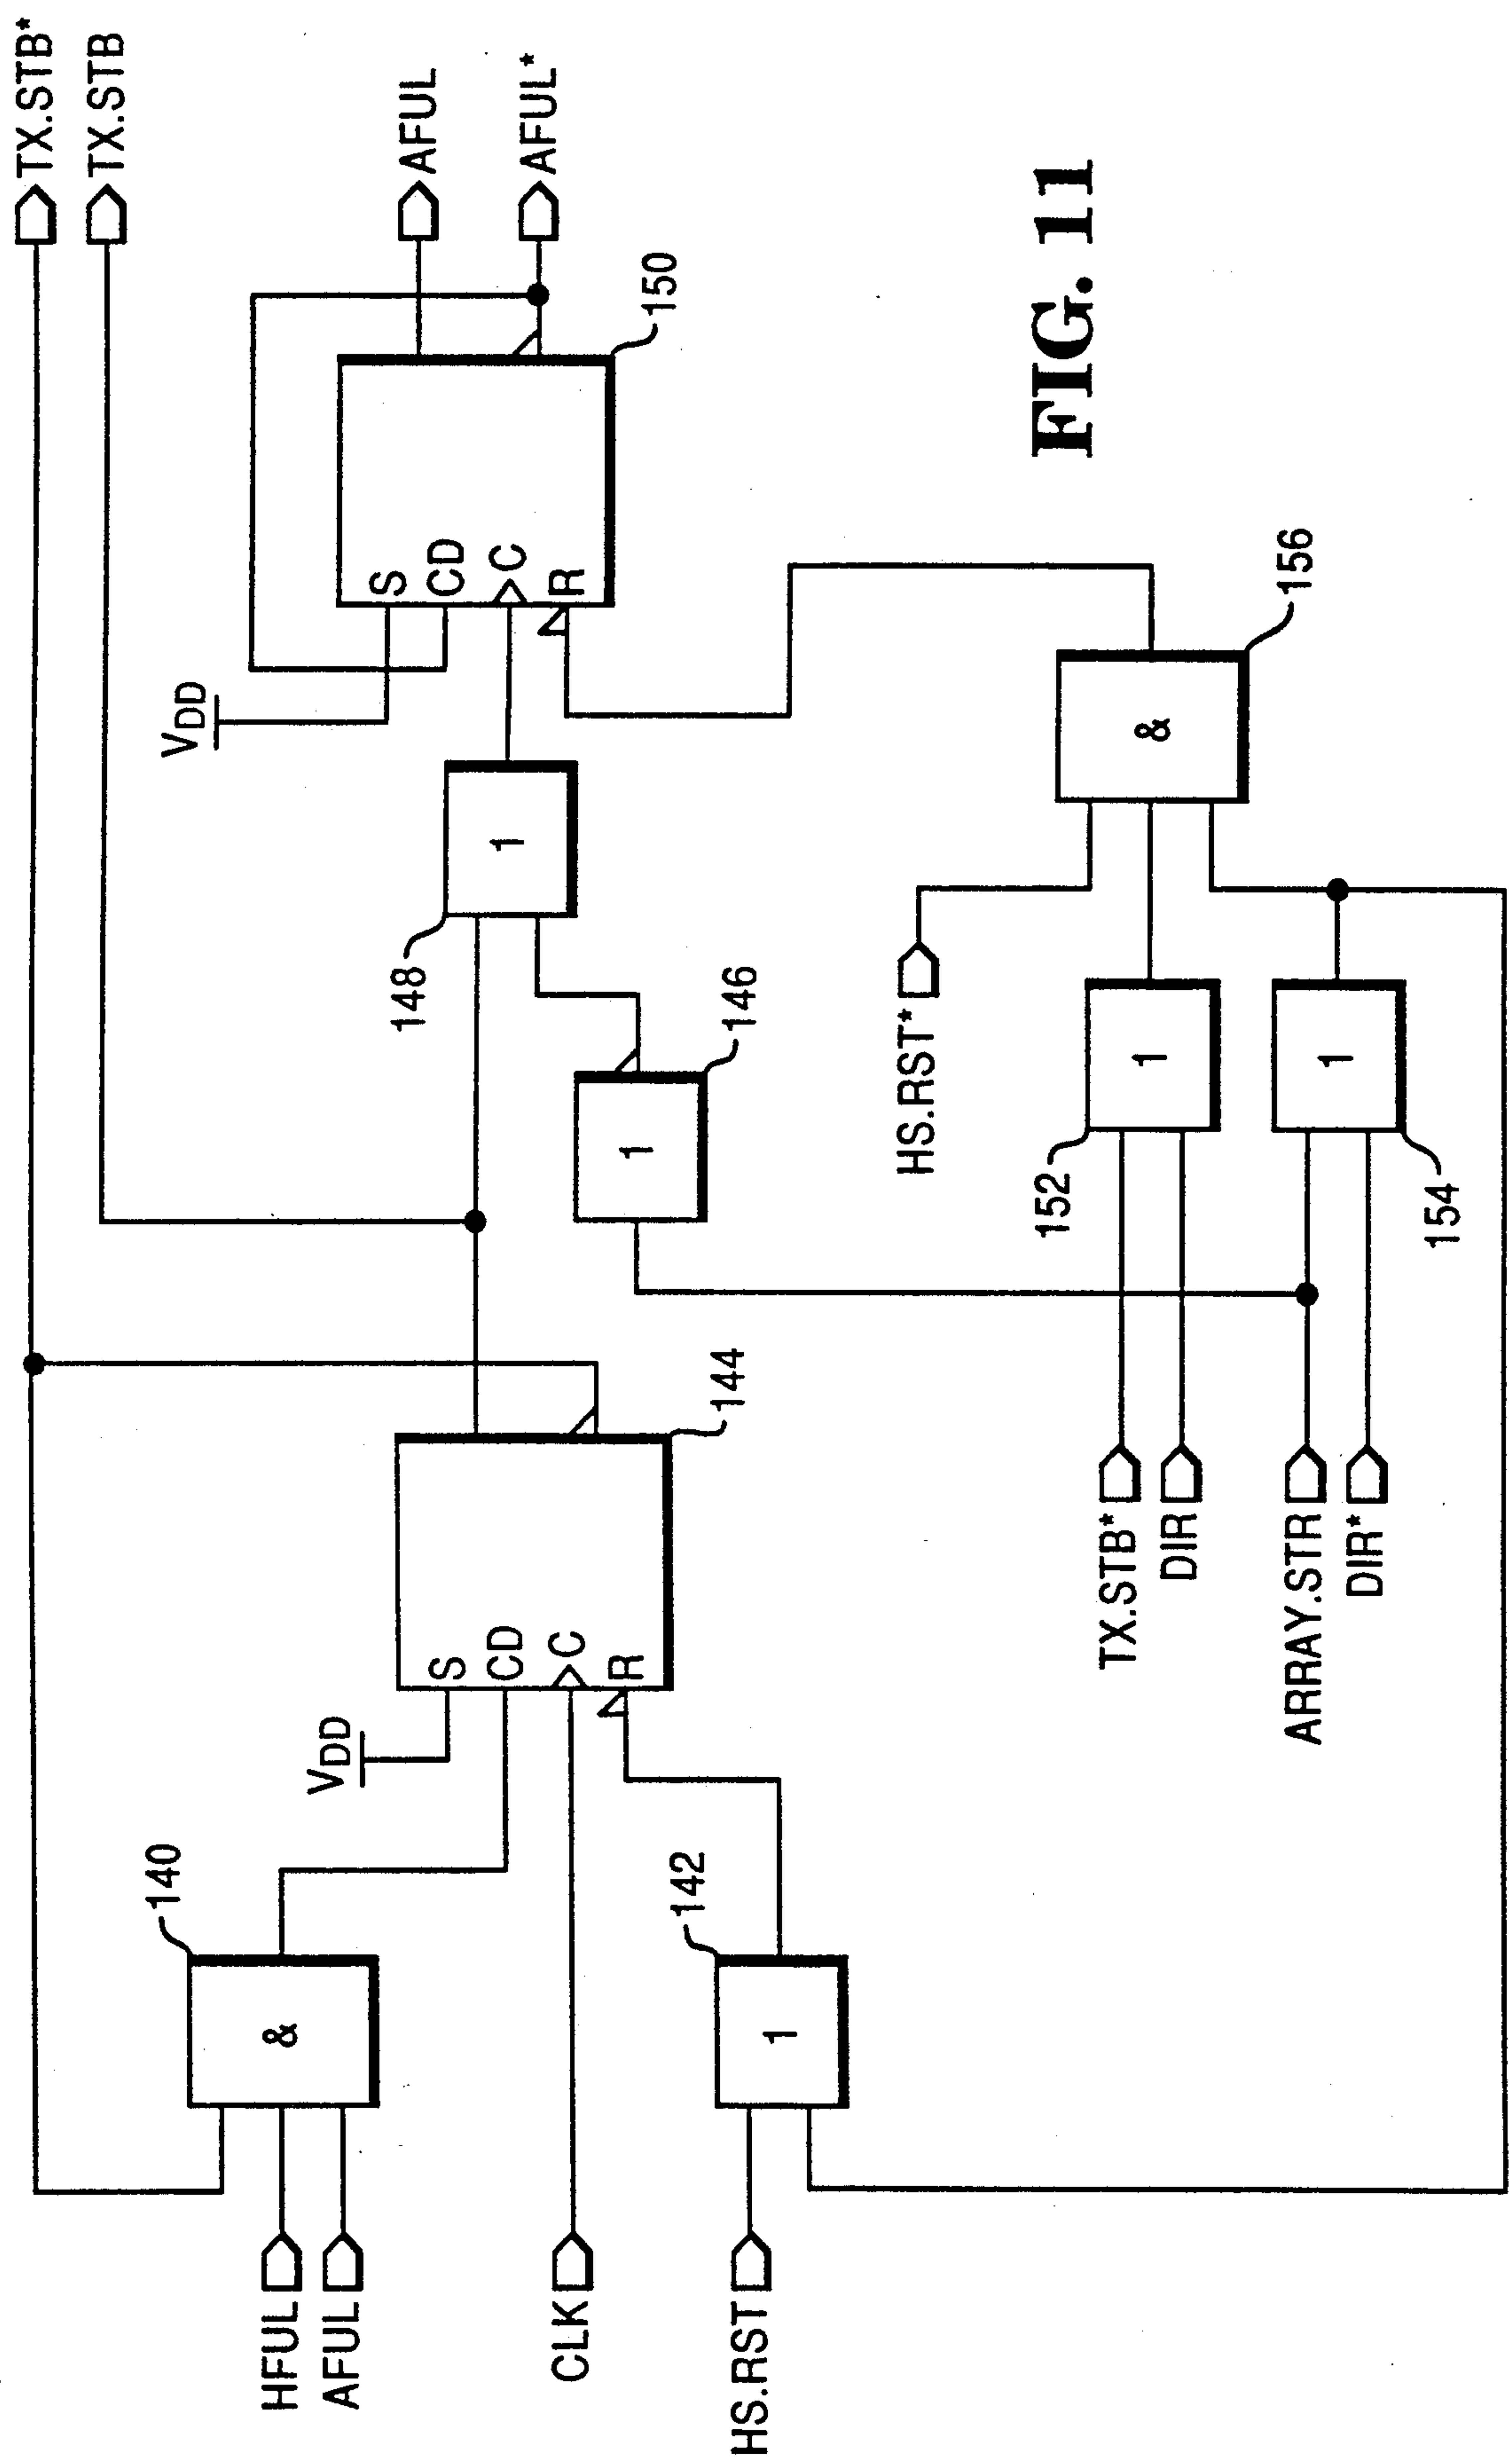 TX.STB*
TX.STB
140
&
HFUL
AFUL
VDD
S
CD
C
R
144
CLK
142
1
HS.RST
148
1
146
1
VDD
S
CD
C
R
150
AFUL
AFUL*
HS.RST*
TX.STB*
DIR
152
1
ARRAY.STR
DIR*
154
1
156
&
FIG. 11